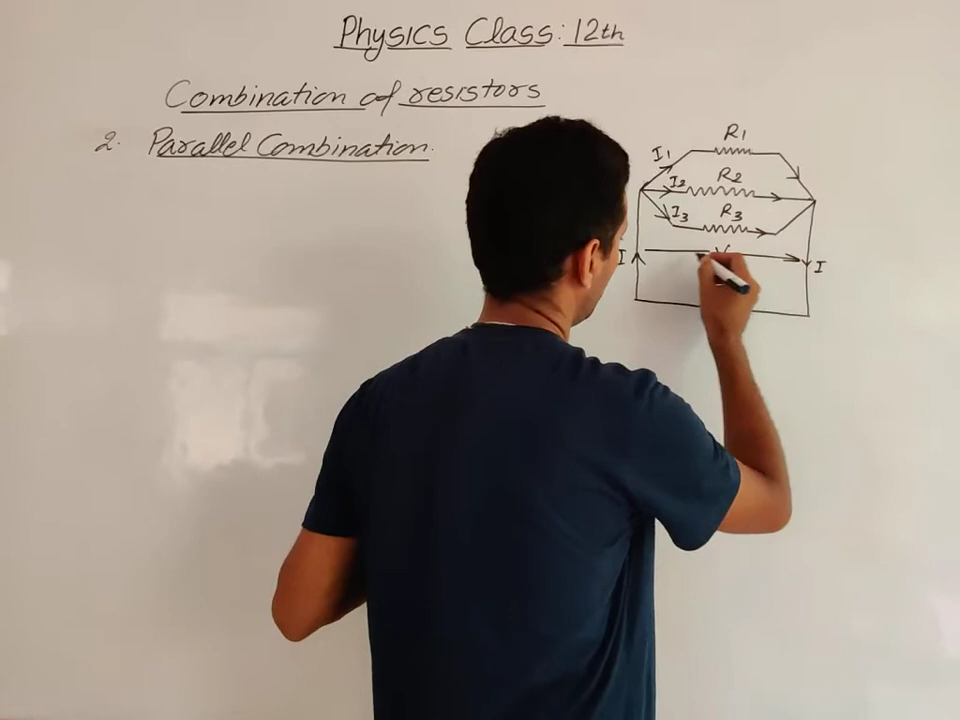 Physics Class: 12th
Combination of resistors
2. Parallel Combination.
R1
I1
I2 R2
I3 R3
I V I